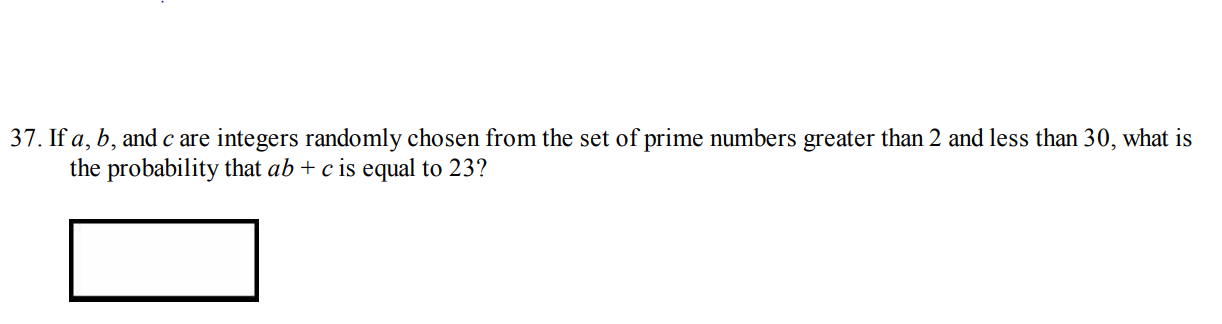 37. If a, b, and c are integers randomly chosen from the set of prime numbers greater than 2 and less than 30, what is
the probability that ab + c is equal to 23?